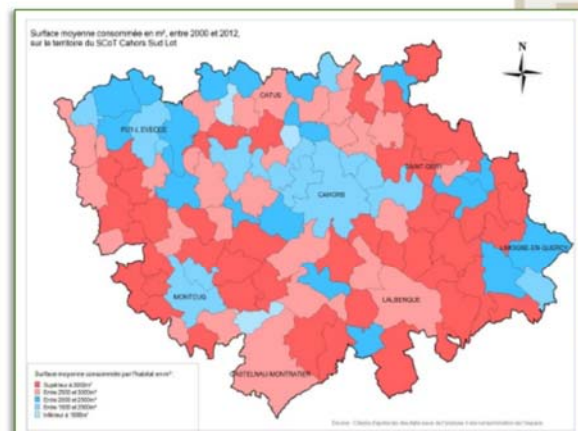 Surface moyenne consommée en m², entre 2000 et 2012,
sur le territoire du SCoT Cahors Sud Lot
N
CATUS
PUY-L'EVEQUE
SAINT-GERY
CAHORS
LIMOGNE-EN-QUERCY
MONTCUQ
LALBENQUE
CASTELNAU-MONTRATIER
Surface moyenne consommée par l'habitat en m² :
Supérieur à 3000m²
Entre 2500 et 3000m²
Entre 2000 et 2500m²
Entre 1500 et 2000m²